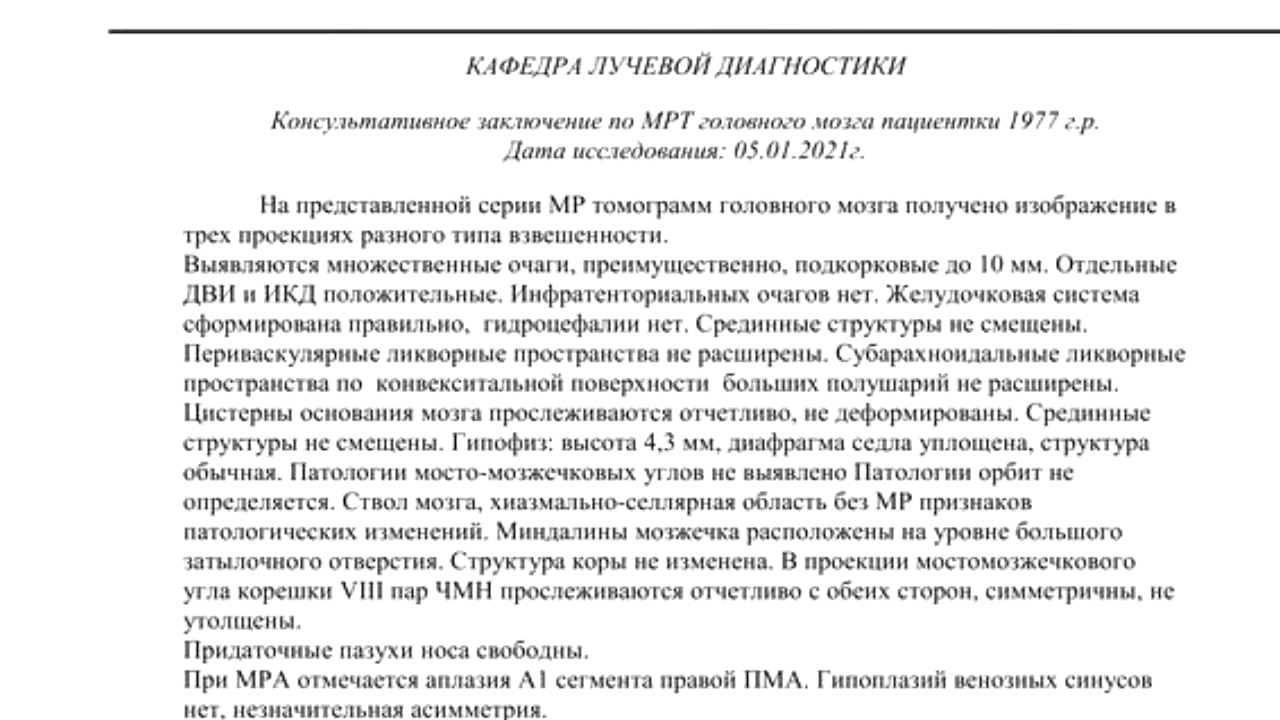 КАФЕДРА ЛУЧЕВОЙ ДИАГНОСТИКИ
Консультативное заключение по МРТ головного мозга пациентки 1977 г.р.
Дата исследования: 05.01.2021г.
На представленной серии МР томограмм головного мозга получено изображение в
трех проекциях разного типа взвешенности.
Выявляются множественные очаги, преимущественно, подкорковые до 10 мм. Отдельные
ДВИ и ИКД положительные. Инфратенториальных очагов нет. Желудочковая система
сформирована правильно, гидроцефалии нет. Срединные структуры не смещены.
Периваскулярные ликворные пространства не расширены. Субарахноидальные ликворные
пространства по конвекситальной поверхности больших полушарий не расширены.
Цистерны основания мозга прослеживаются отчетливо, не деформированы. Срединные
структуры не смещены. Гипофиз: высота 4,3 мм, диафрагма седла уплощена, структура
обычная. Патологии мосто-мозжечковых углов не выявлено Патологии орбит не
определяется. Ствол мозга, хиазмально-селлярная область без МР признаков
патологических изменений. Миндалины мозжечка расположены на уровне большого
затылочного отверстия. Структура коры не изменена. В проекции мостомозжечкового
угла корешки VIII пар ЧМН прослеживаются отчетливо с обеих сторон, симметричны, не
утолщены.
Придаточные пазухи носа свободны.
При МРА отмечается аплазия А1 сегмента правой ПМА. Гипоплазий венозных синусов
нет, незначительная асимметрия.